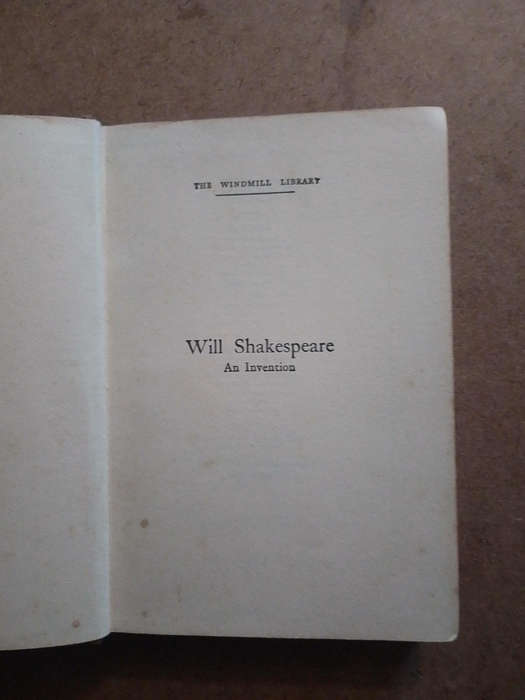 THE WINDMILL LIBRARY
Will Shakespeare
An Invention